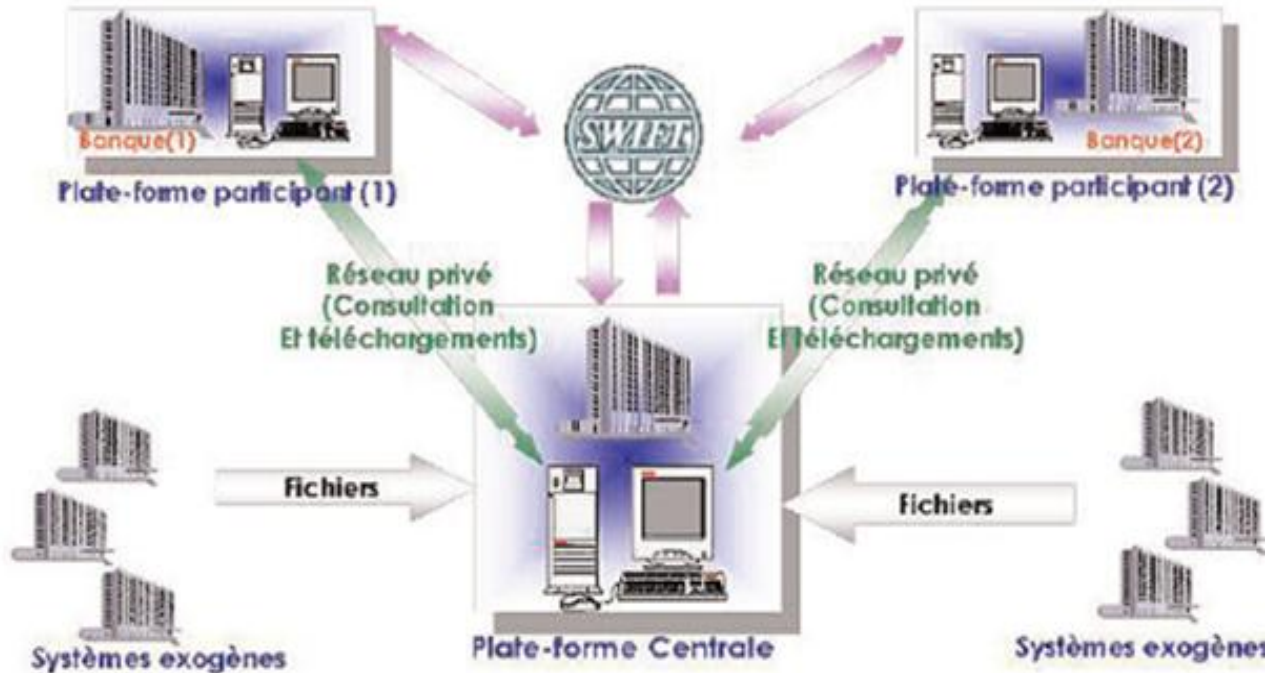 Banque(1)
Plate-forme participant (1)
SWIFT
Banque(2)
Plate-forme participant (2)
Réseau privé
(Consultation
Et téléchargements)
Réseau privé
(Consultation
Et téléchargements)
Fichiers
Fichiers
Systèmes exogènes
Plate-forme Centrale
Systèmes exogènes